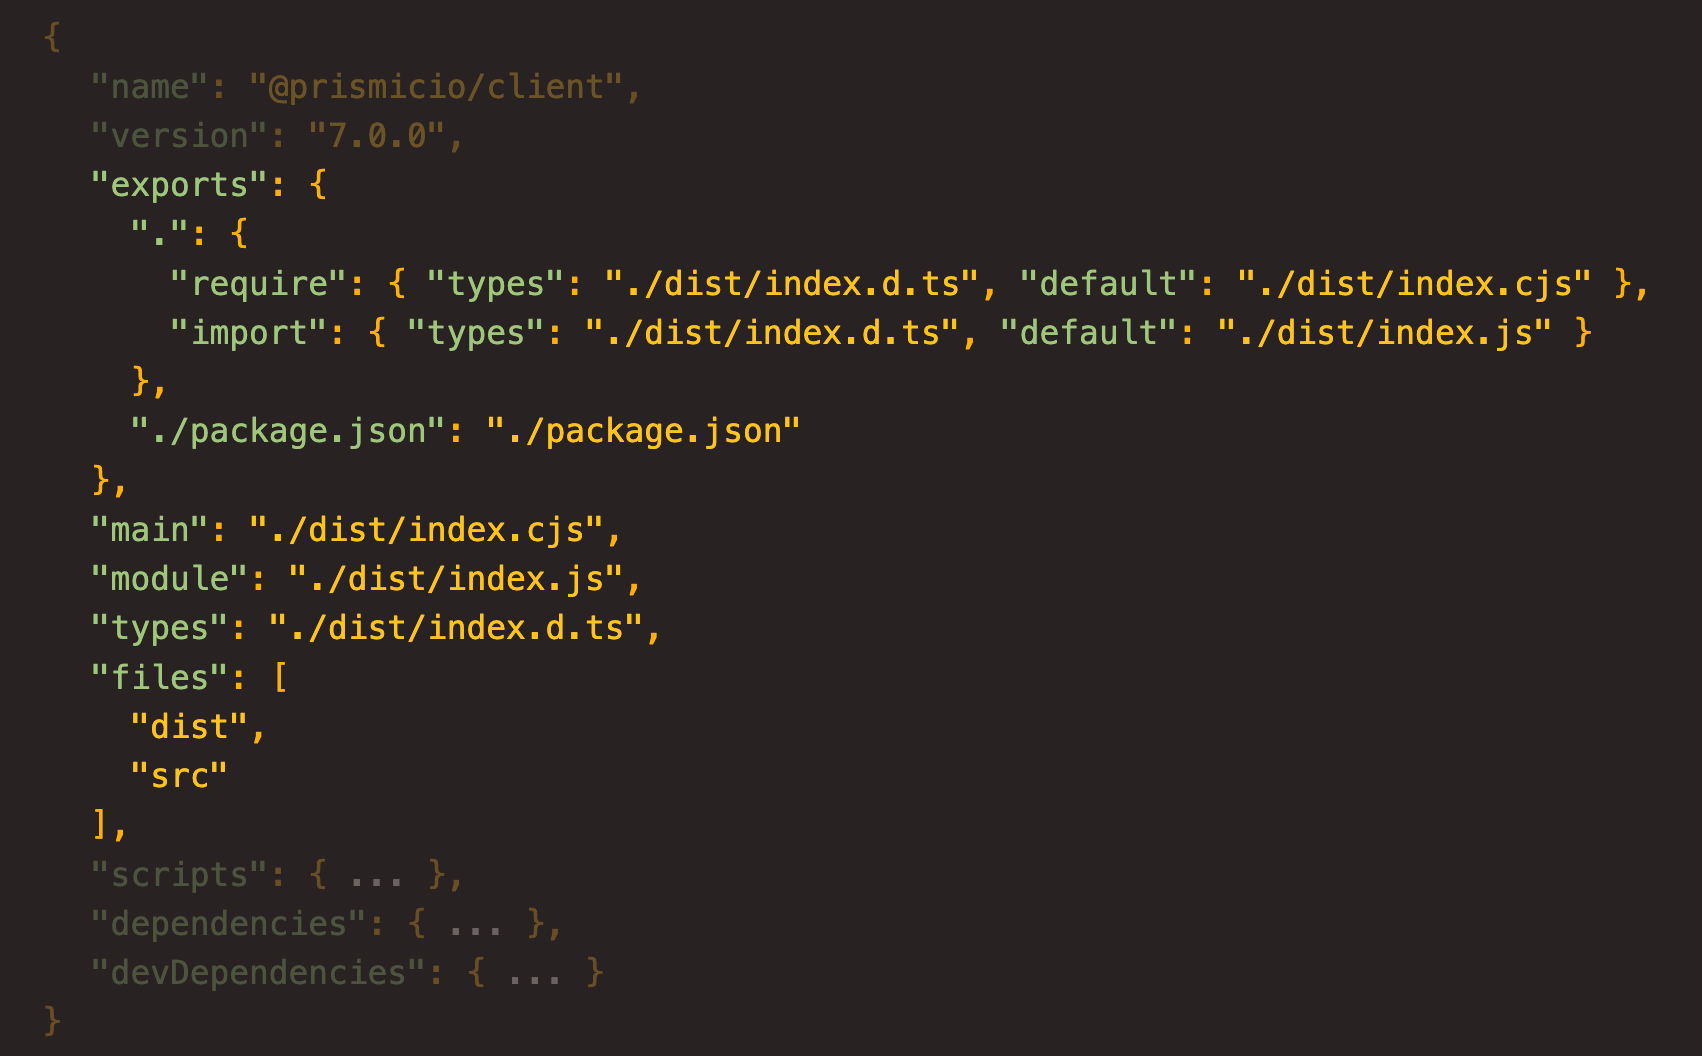 {
"name": "@prismicio/client",
"version": "7.0.0",
"exports": {
".": {
"require": { "types": "./dist/index.d.ts", "default": "./dist/index.cjs" },
"import": { "types": "./dist/index.d.ts", "default": "./dist/index.js" }
},
"./package.json": "./package.json"
},
"main": "./dist/index.cjs",
"module": "./dist/index.js",
"types": "./dist/index.d.ts",
"files": [
"dist",
"src"
],
"scripts": { ... },
"dependencies": { ... },
"devDependencies": { ... }
}